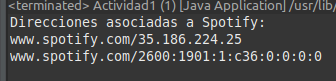 <terminated> Actividad1 (1) [Java Application] /usr/lib/
Direcciones asociadas a Spotify:
www.spotify.com/35.186.224.25
www.spotify.com/2600:1901:1:c36:0:0:0:0